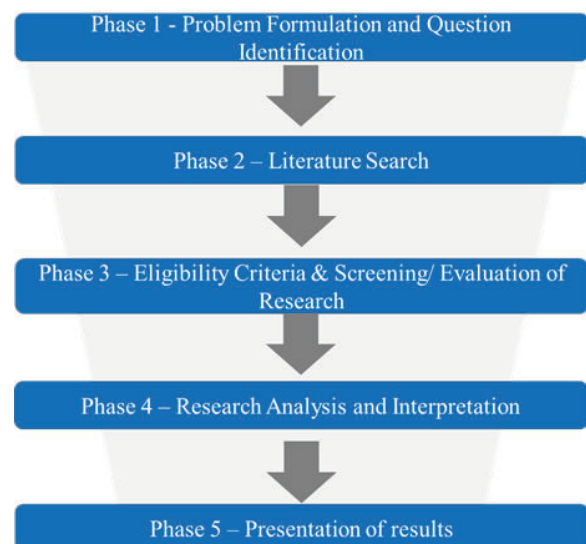 Phase 1 - Problem Formulation and Question
Identification
Phase 2 – Literature Search
Phase 3 – Eligibility Criteria & Screening/ Evaluation of
Research
Phase 4 – Research Analysis and Interpretation
Phase 5 – Presentation of results